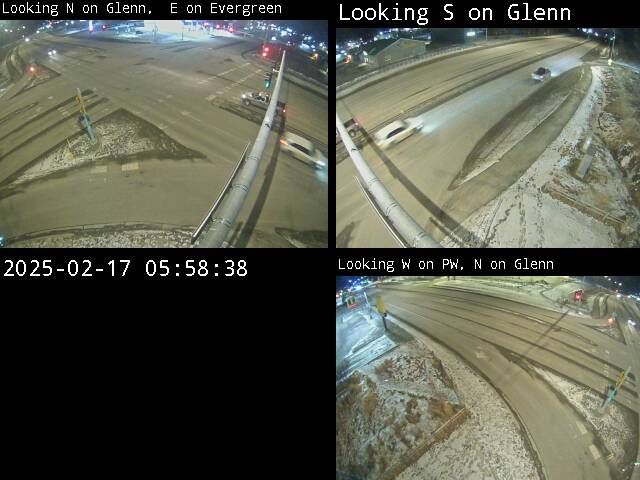 Looking N on Glenn, E on Evergreen
Looking S on Glenn
2025-02-17 05:58:38
Looking W on PW, N on Glenn